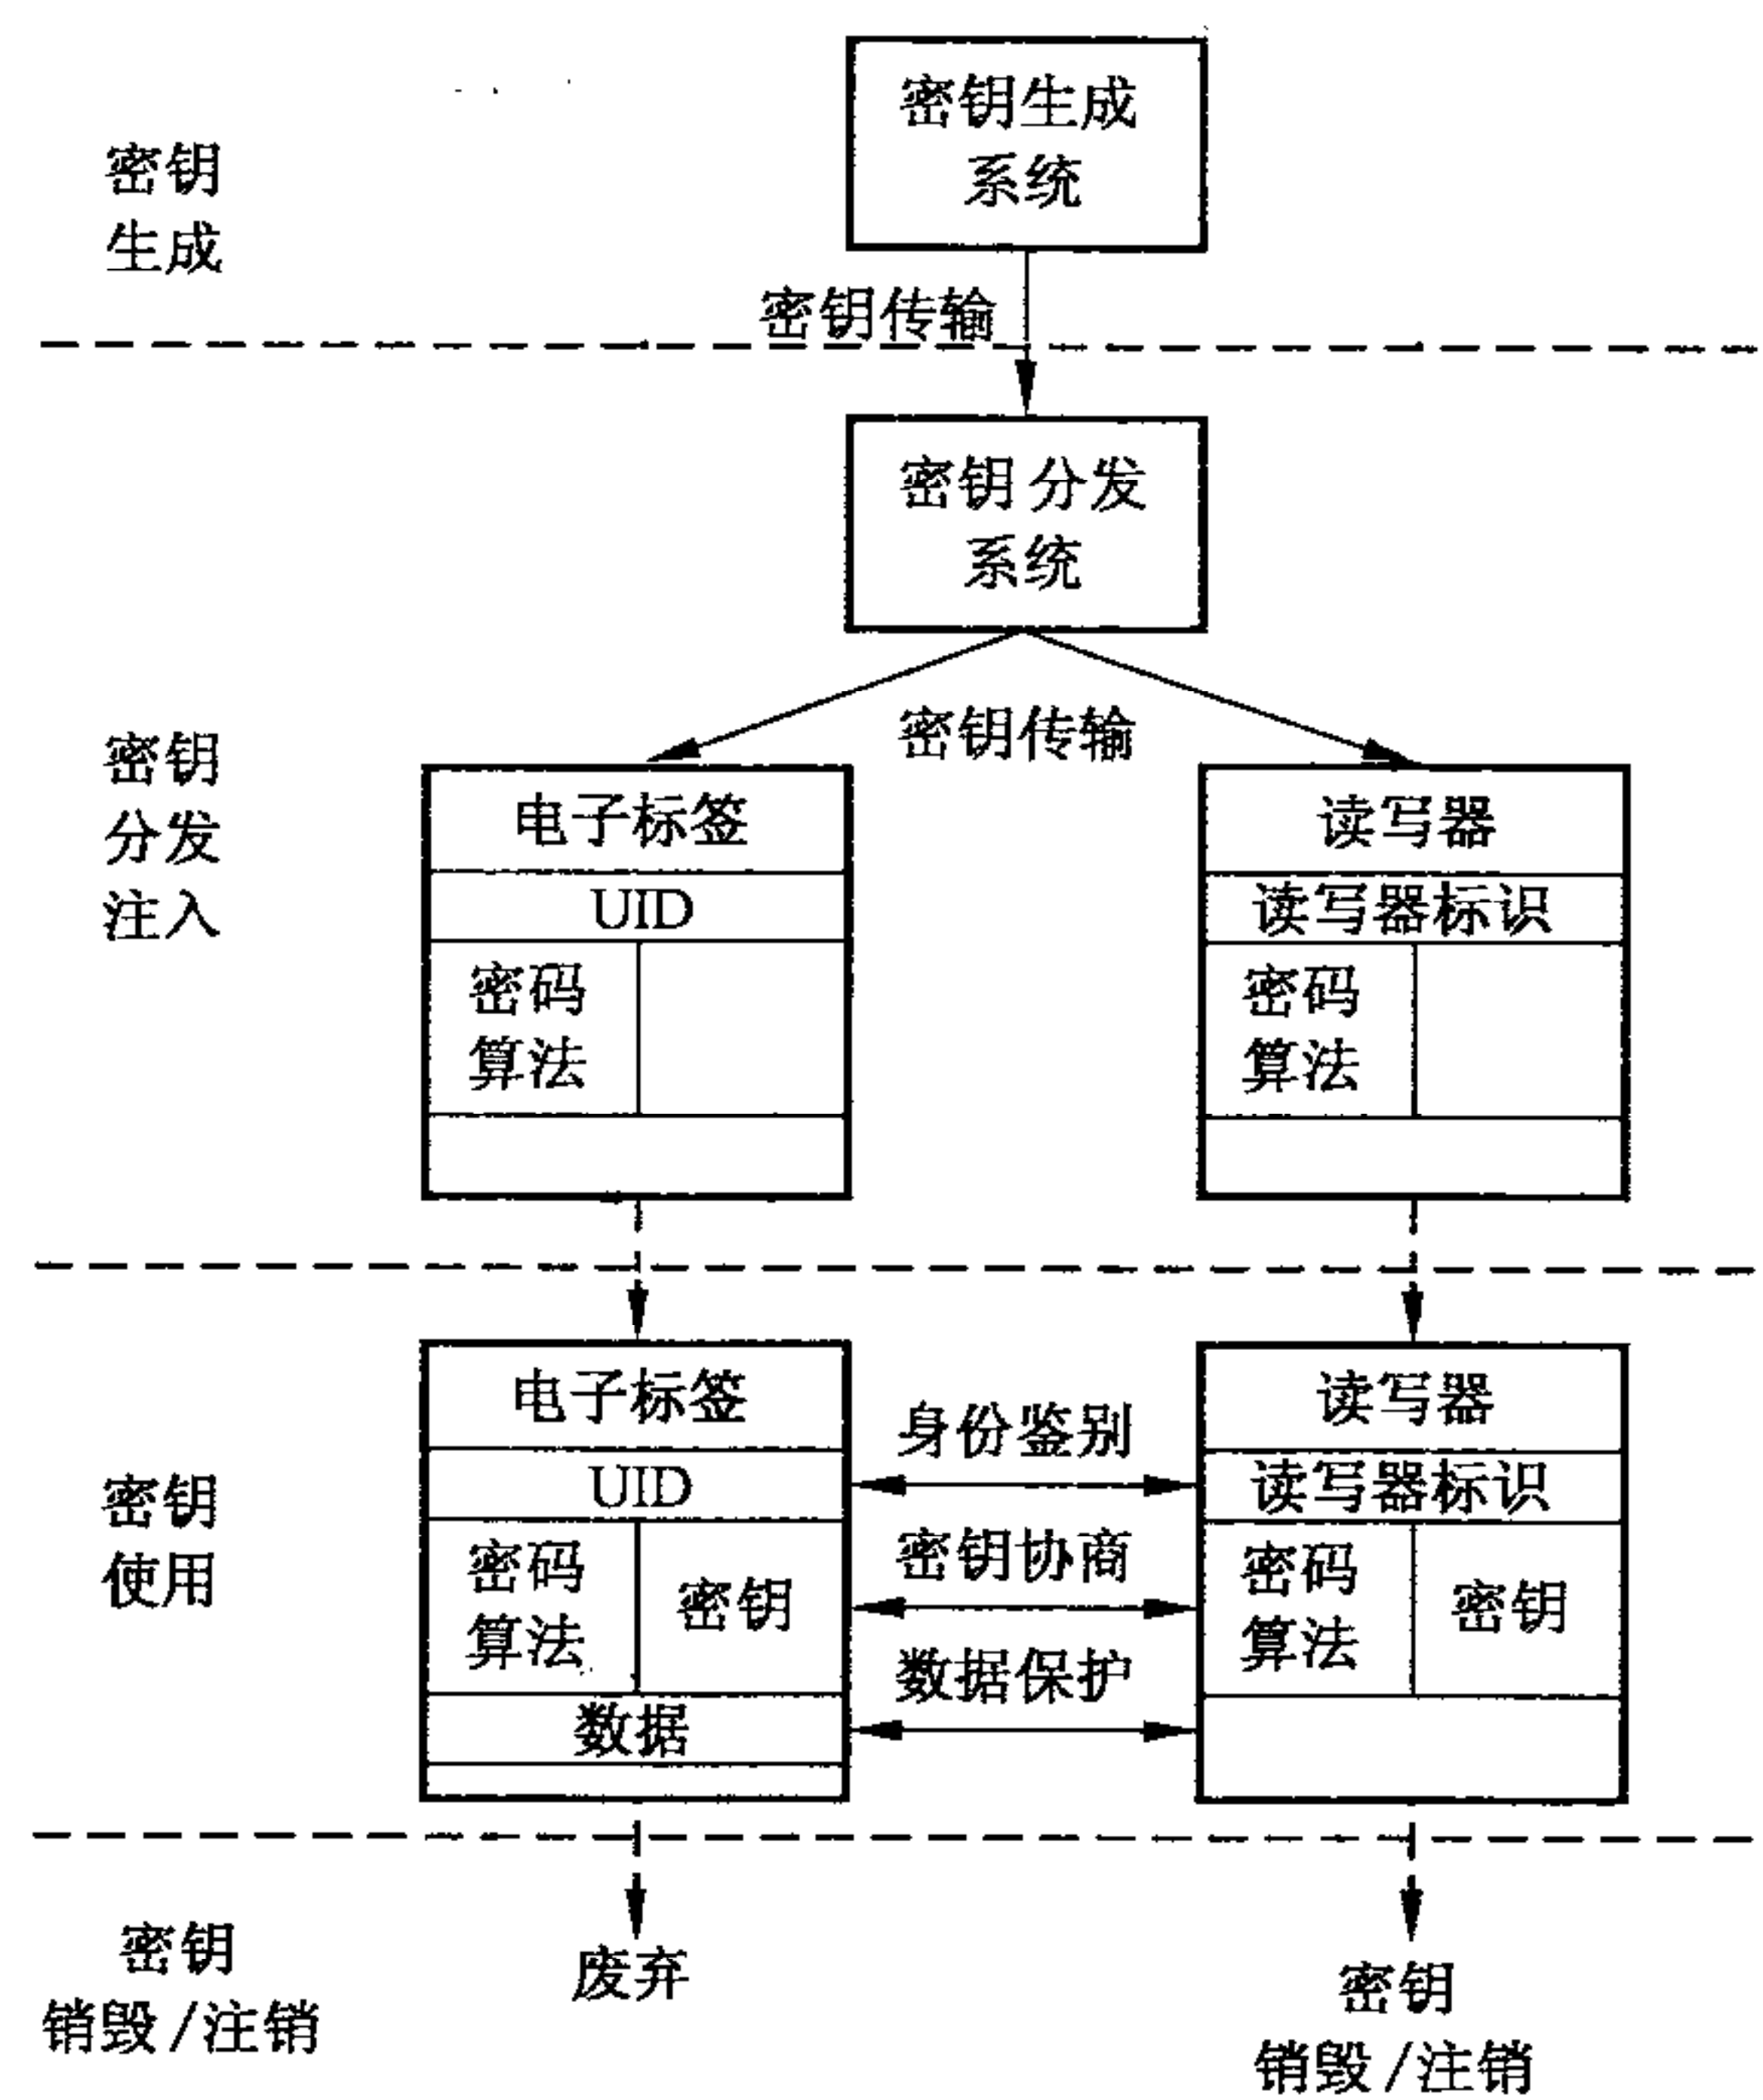 密钥生成
系统
密钥
生成
密钥传输
密钥分发
系统
密钥传输
密钥
分发
注入
电子标签
UID
密码
算法
读写器
读写器标识
密码
算法
密钥
使用
电子标签
UID
密码
算法
密钥
数据
身份鉴别
密钥协商
数据保护
读写器
读写器标识
密码
算法
密钥
密钥
销毁/注销
废弃
密钥
销毁/注销